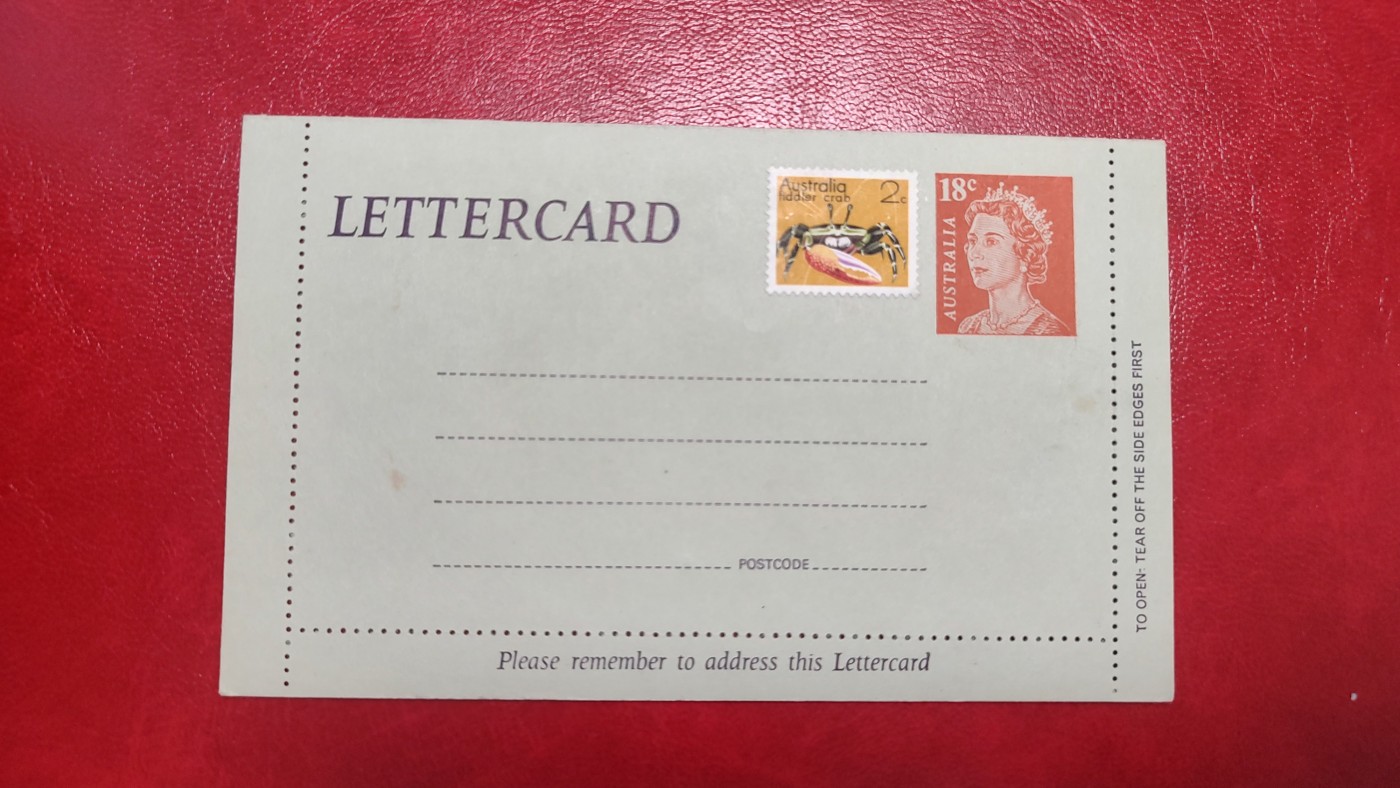 LETTERCARD
Australia 2c
fiddler crab
18c
AUSTRALIA
POSTCODE
TO OPEN- TEAR OFF THE SIDE EDGES FIRST
Please remember to address this Lettercard